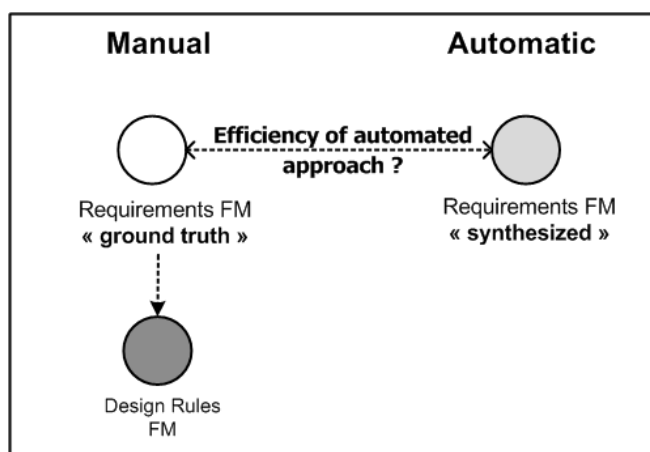 Manual
Automatic
Efficiency of automated
approach ?
Requirements FM
« ground truth »
Requirements FM
« synthesized »
Design Rules
FM